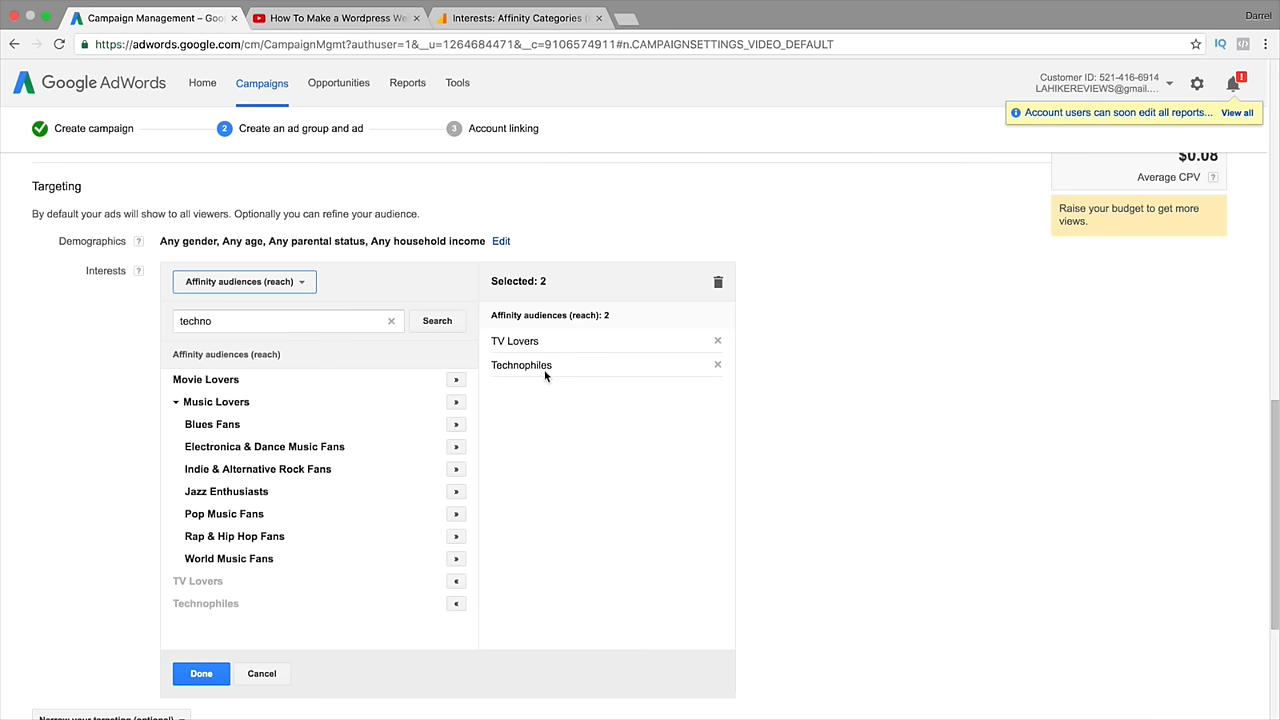 Campaign Management – Goo
How To Make a Wordpress We
Interests: Affinity Categories (
Darrel
https://adwords.google.com/cm/CampaignMgmt?authuser=1&__u=1264684471&__c=9106574911#n.CAMPAIGNSETTINGS_VIDEO_DEFAULT
IQ
Google AdWords
Home
Campaigns
Opportunities
Reports
Tools
Customer ID: 521-416-6914
LAHIKEREVIEWS@gmail....
!
Account users can soon edit all reports... View all
Create campaign
2 Create an ad group and ad
3 Account linking
$0.08
Average CPV ?
Raise your budget to get more
views.
Targeting
By default your ads will show to all viewers. Optionally you can refine your audience.
Demographics ? Any gender, Any age, Any parental status, Any household income Edit
Interests ?
Affinity audiences (reach)
Selected: 2
techno
Search
Affinity audiences (reach): 2
TV Lovers
Technophiles
Affinity audiences (reach)
Movie Lovers »
Music Lovers »
Blues Fans »
Electronica & Dance Music Fans »
Indie & Alternative Rock Fans »
Jazz Enthusiasts »
Pop Music Fans »
Rap & Hip Hop Fans »
World Music Fans »
TV Lovers «
Technophiles «
Done
Cancel
Narrow your targeting (optional)